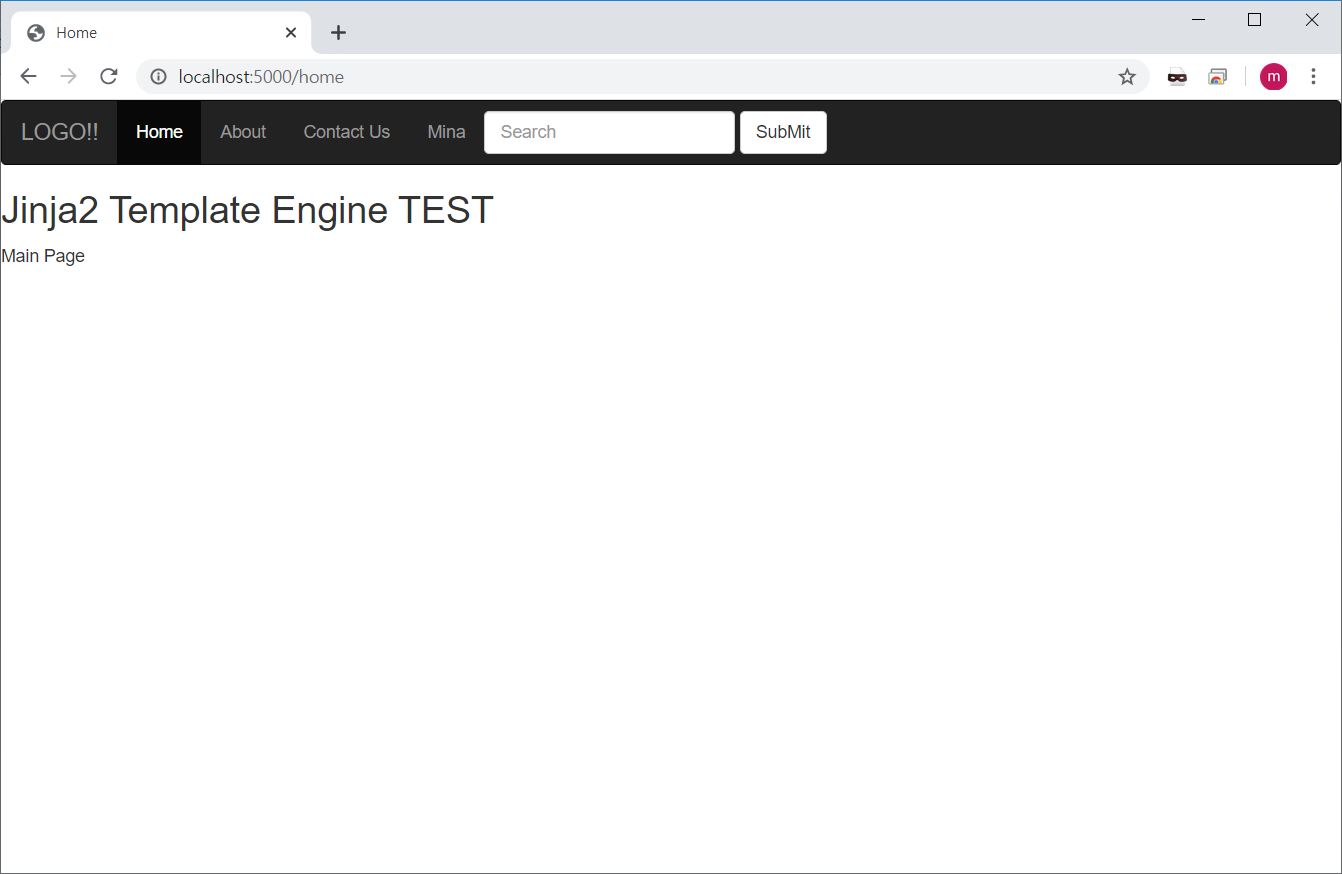 Home
localhost:5000/home
m
LOGO!! Home About Contact Us Mina Search SubMit
Jinja2 Template Engine TEST
Main Page